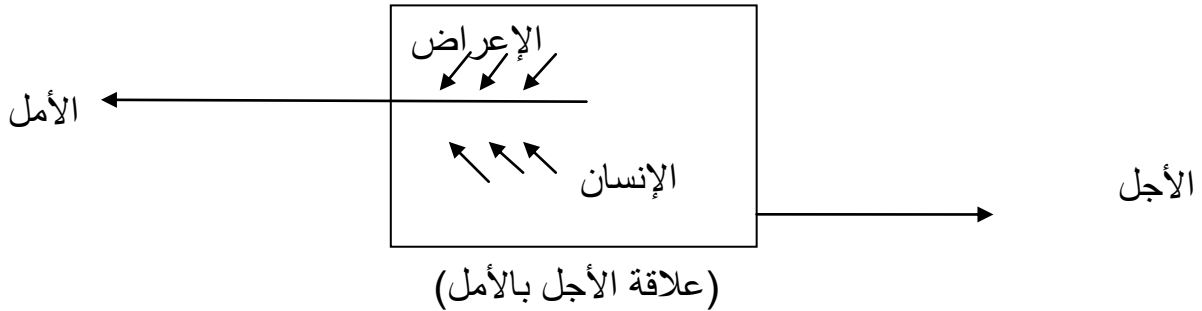 الإعراض
الأمل
الإنسان
الأجل
(علاقة الأجل بالأمل)